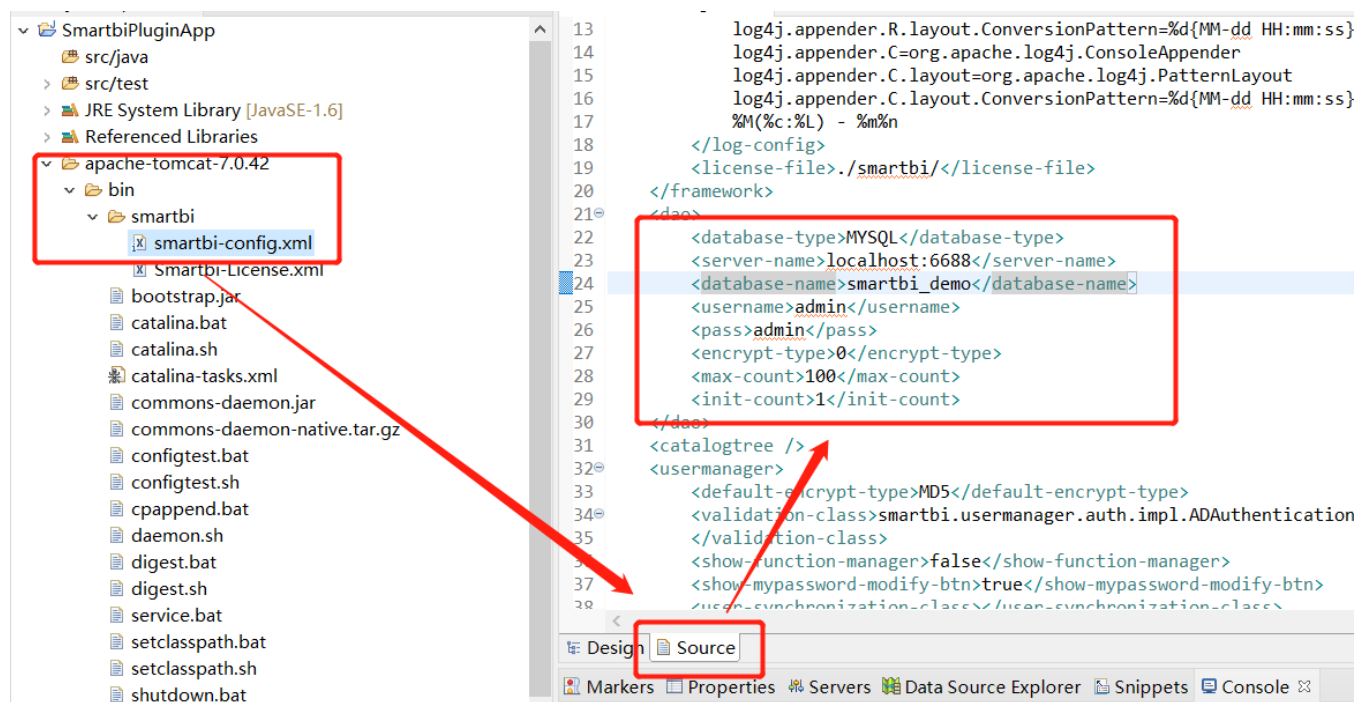 SmartbiPluginApp
src/java
src/test
JRE System Library [JavaSE-1.6]
Referenced Libraries
apache-tomcat-7.0.42
bin
smartbi
smartbi-config.xml
Smartbi-License.xml
bootstrap.jar
catalina.bat
catalina.sh
catalina-tasks.xml
commons-daemon.jar
commons-daemon-native.tar.gz
configtest.bat
configtest.sh
cpappend.bat
daemon.sh
digest.bat
digest.sh
service.bat
setclasspath.bat
setclasspath.sh
shutdown.bat
13 log4j.appender.R.layout.ConversionPattern=%d{MM-dd HH:mm:ss}
14 log4j.appender.C=org.apache.log4j.ConsoleAppender
15 log4j.appender.C.layout=org.apache.log4j.PatternLayout
16 log4j.appender.C.layout.ConversionPattern=%d{MM-dd HH:mm:ss}
17 %M(%c:%L) - %m%n
18 </log-config>
19 <license-file>./smartbi/</license-file>
20 </framework>
21 <dao>
22 <database-type>MYSQL</database-type>
23 <server-name>localhost:6688</server-name>
24 <database-name>smartbi_demo</database-name>
25 <username>admin</username>
26 <pass>admin</pass>
27 <encrypt-type>0</encrypt-type>
28 <max-count>100</max-count>
29 <init-count>1</init-count>
30 </dao>
31 <catalogtree />
32 <usermanager>
33 <default-encrypt-type>MD5</default-encrypt-type>
34 <validation-class>smartbi.usermanager.auth.impl.ADAuthentication
35 </validation-class>
36 <show-function-manager>false</show-function-manager>
37 <show-mypassword-modify-btn>true</show-mypassword-modify-btn>
38 <user-synchronization-class></user-synchronization-class>
Design Source
Markers Properties Servers Data Source Explorer Snippets Console